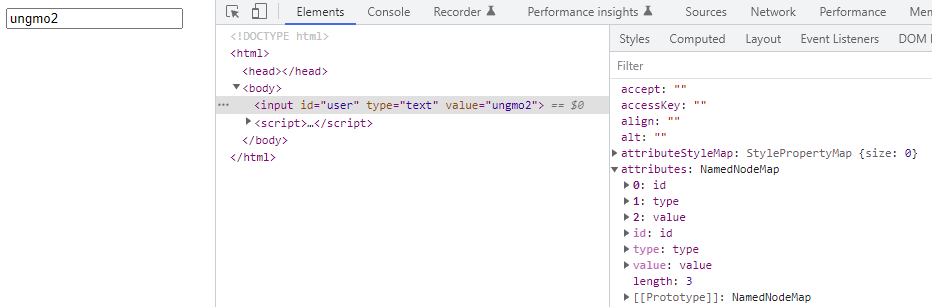 ungmo2
Elements Console Recorder Performance insights Sources Network Performance Mem
<!DOCTYPE html>
<html>
<head></head>
<body>
··· <input id="user" type="text" value="ungmo2"> == $0
<script>…</script>
</body>
</html>
Styles Computed Layout Event Listeners DOM
Filter
accept: ""
accessKey: ""
align: ""
alt: ""
attributeStyleMap: StylePropertyMap {size: 0}
attributes: NamedNodeMap
0: id
1: type
2: value
id: id
type: type
value: value
length: 3
[[Prototype]]: NamedNodeMap